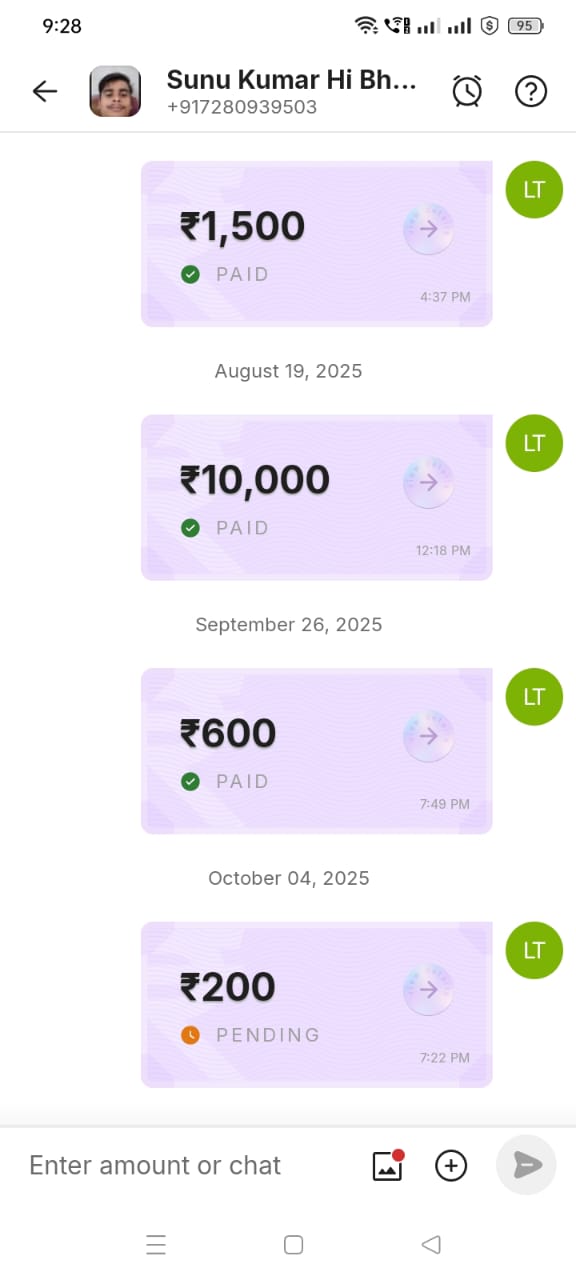 9:28
95
Sunu Kumar Hi Bh...
+917280939503
LT
₹1,500
PAID
4:37 PM
August 19, 2025
LT
₹10,000
PAID
12:18 PM
September 26, 2025
LT
₹600
PAID
7:49 PM
October 04, 2025
LT
₹200
PENDING
7:22 PM
Enter amount or chat